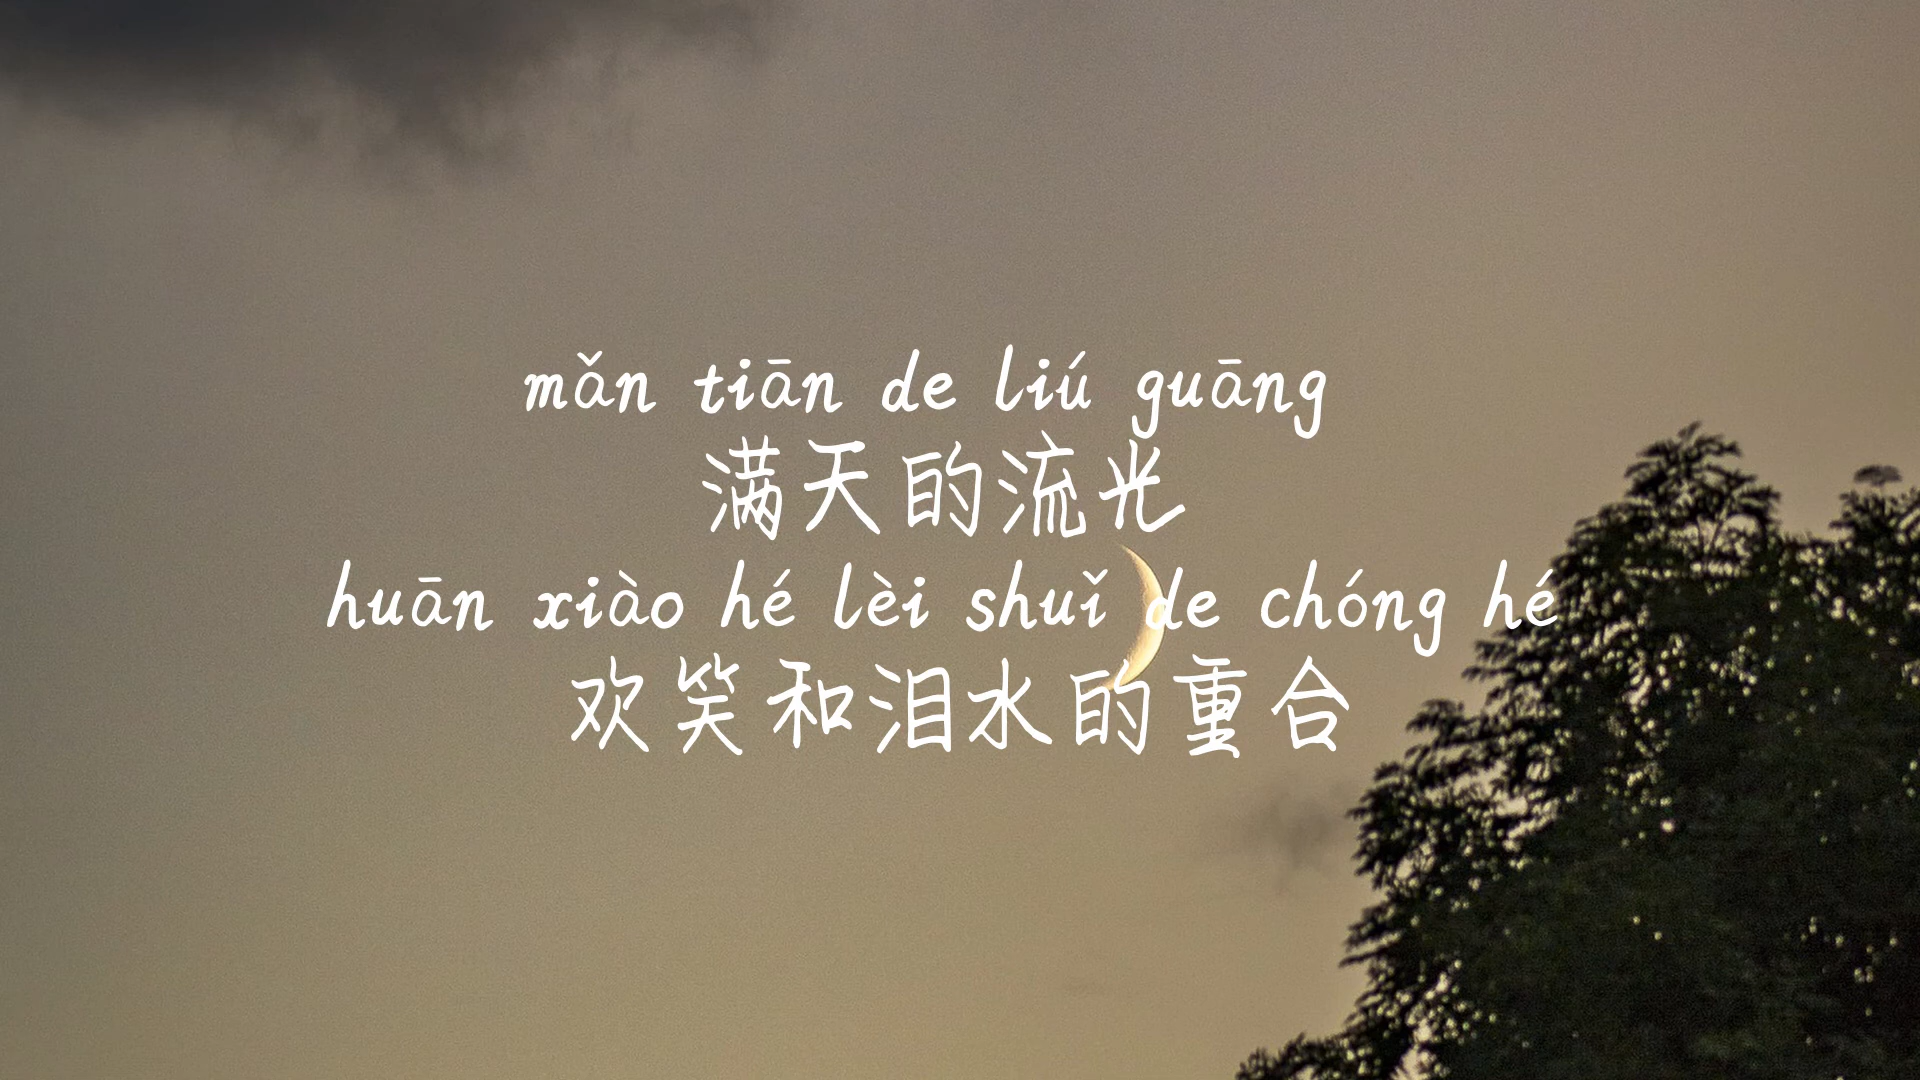 mǎn tiān de liú guāng
满天的流光
huān xiào hé lèi shuǐ de chóng hé
欢笑和泪水的重合